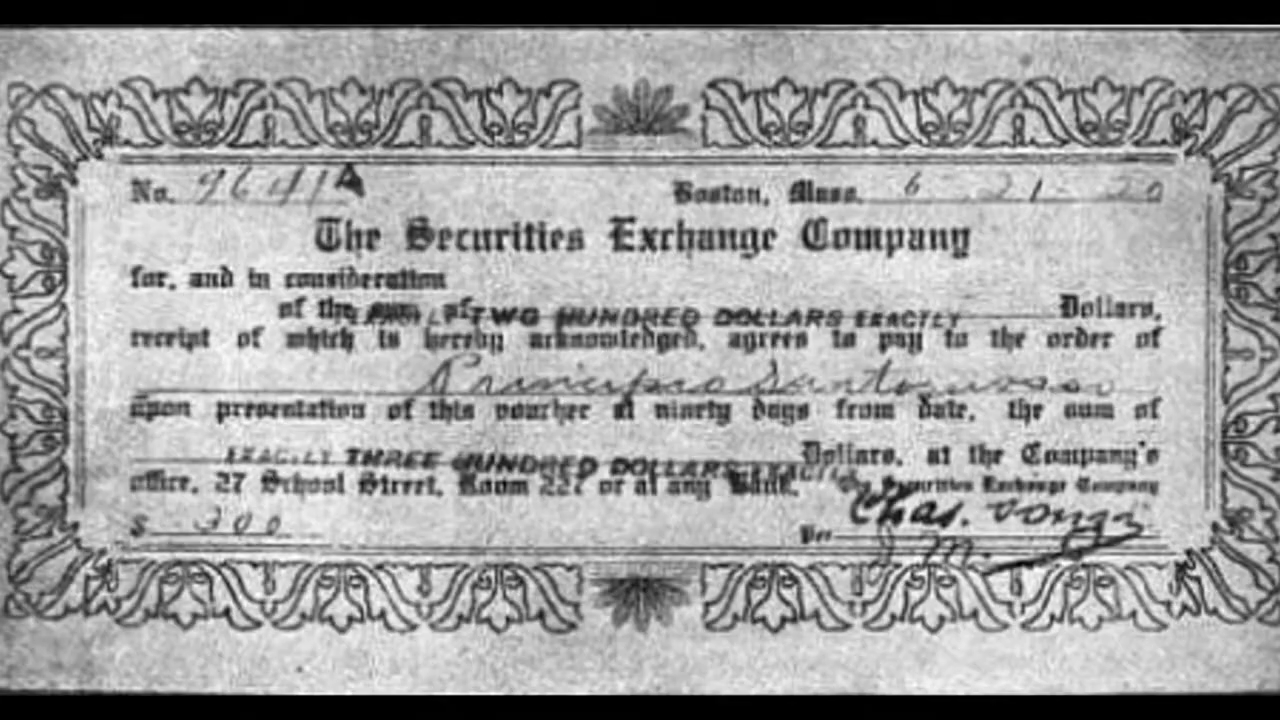 No. 9641A Boston, Mass. 6 21 20
The Securities Exchange Company
for, and in consideration
of the sum of EXACTLY TWO HUNDRED DOLLARS EXACTLY Dollars,
receipt of which is hereby acknowledged, agrees to pay to the order of
upon presentation of this voucher at ninety days from date, the sum of
EXACTLY THREE HUNDRED DOLLARS EXACTLY Dollars, at the Company's
office, 27 School Street, Room 227 or at any Bank. The Securities Exchange Company
$ 300 Per Chas. Ponzi